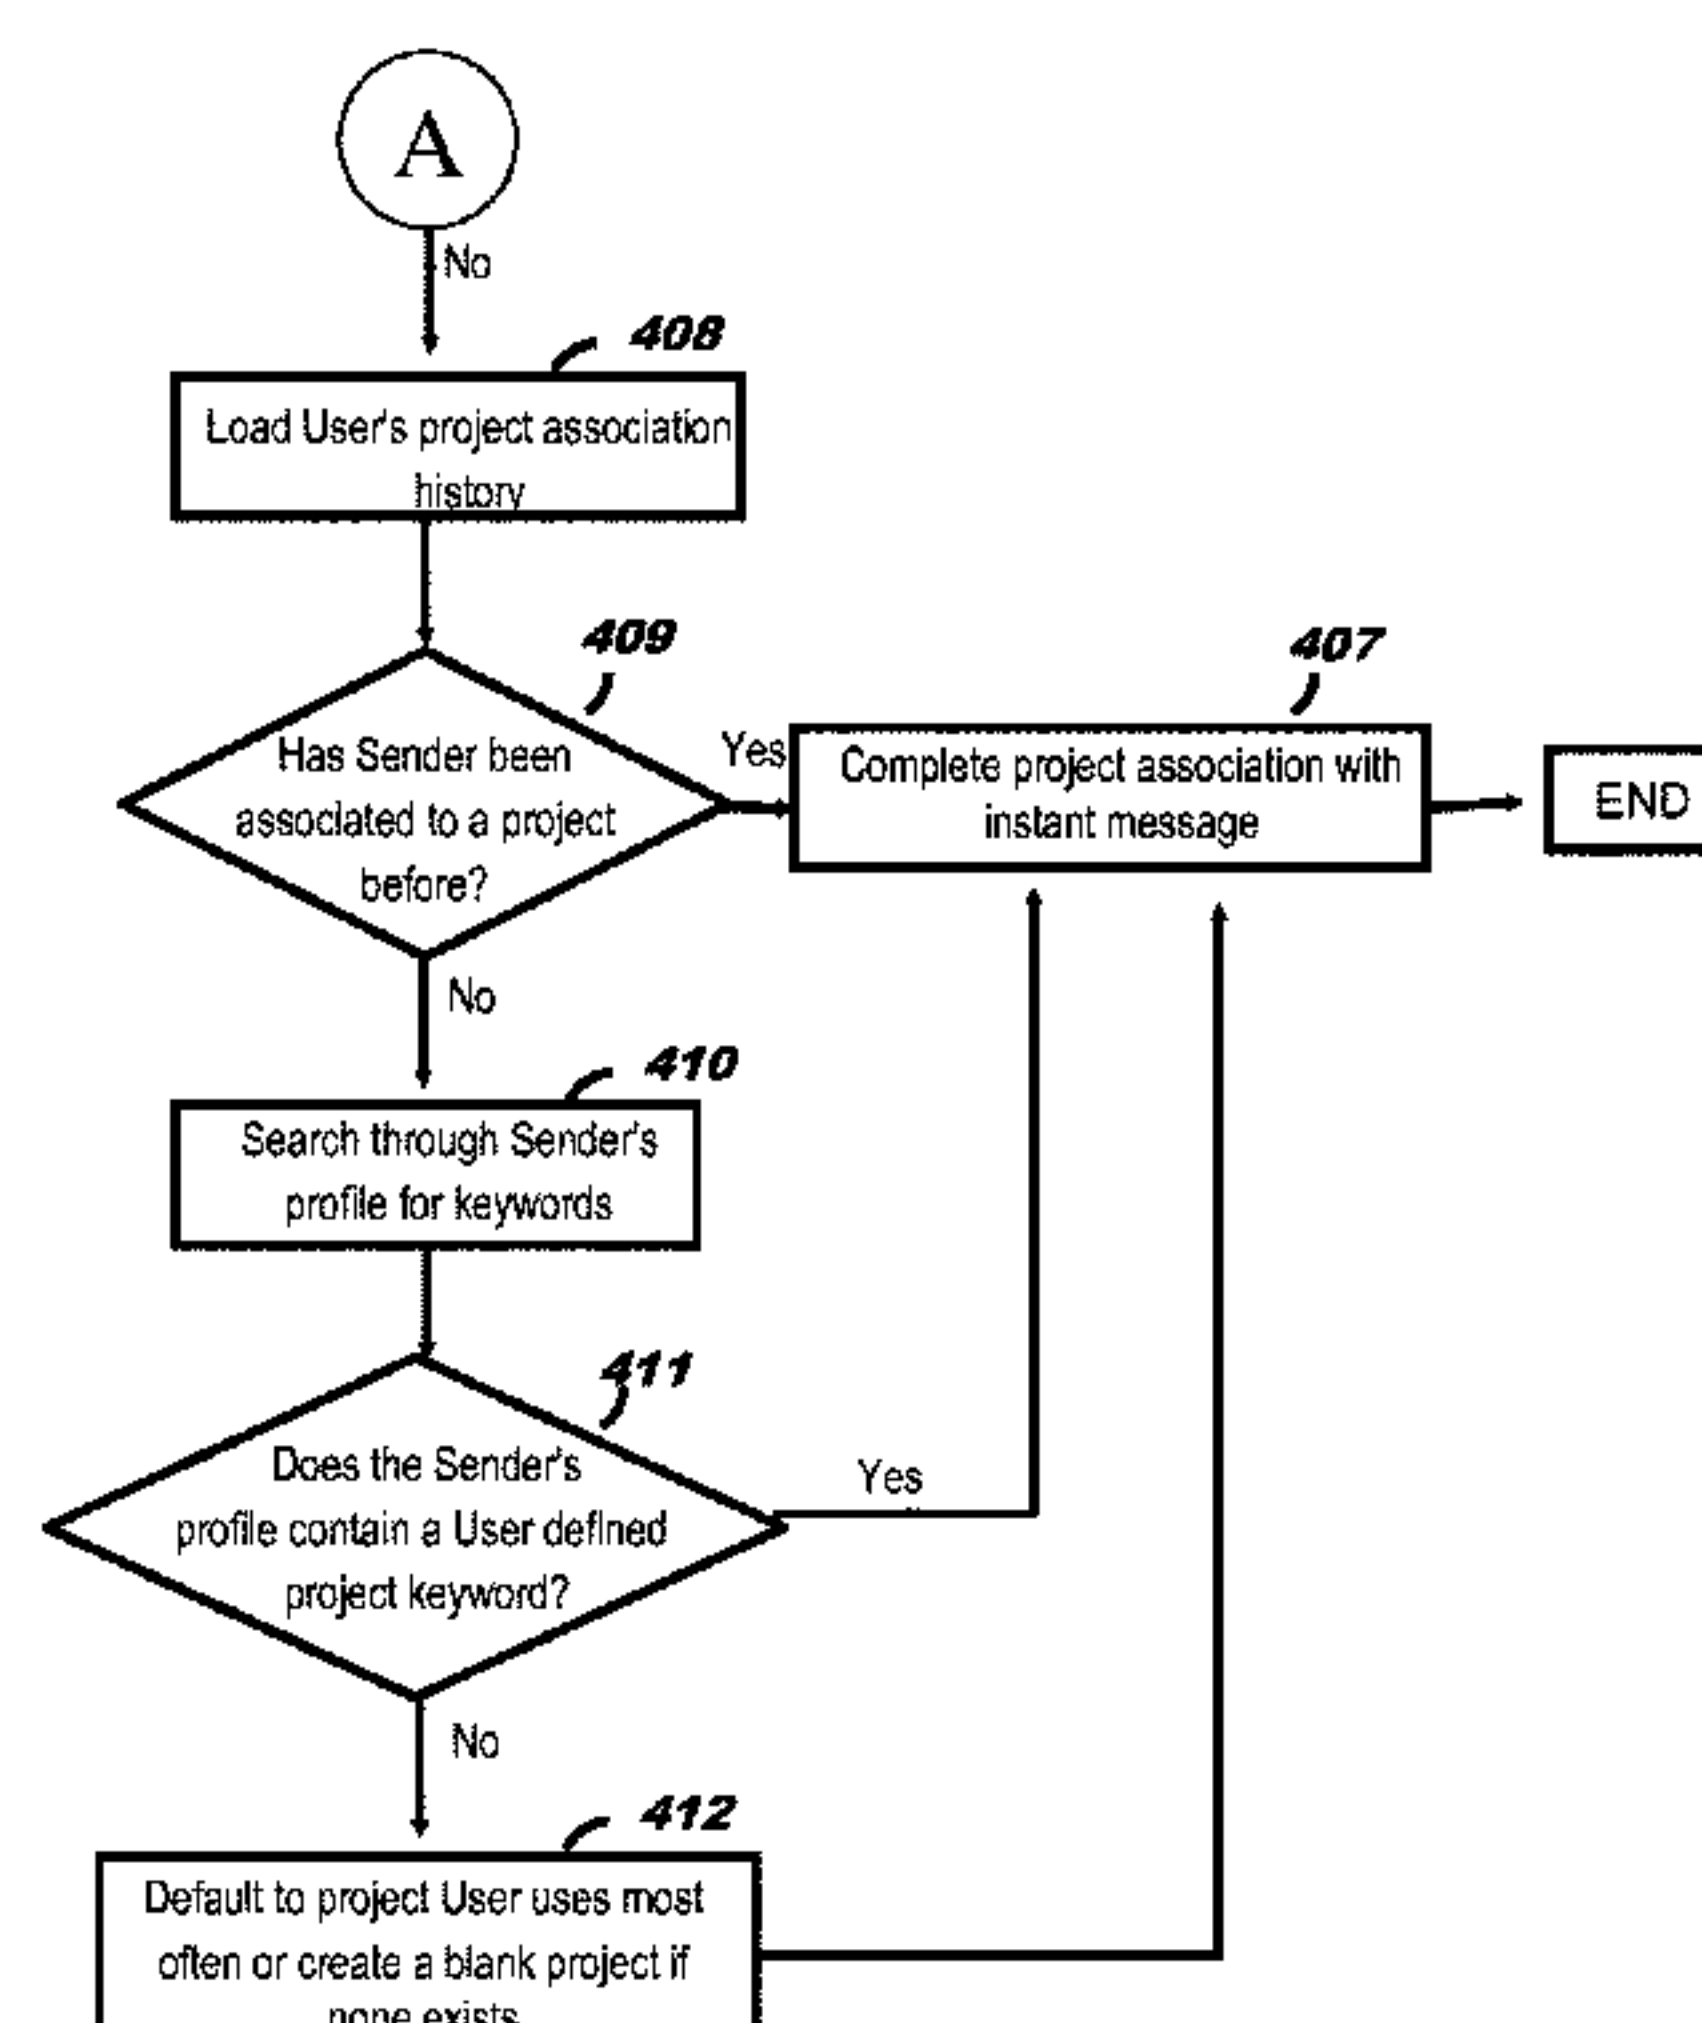 A
No
408
Load User's project association
history
409
Has Sender been
associated to a project
before?
Yes
407
Complete project association with
instant message
END
No
410
Search through Sender's
profile for keywords
411
Does the Sender's
profile contain a User defined
project keyword?
Yes
No
412
Default to project User uses most
often or create a blank project if
none exists